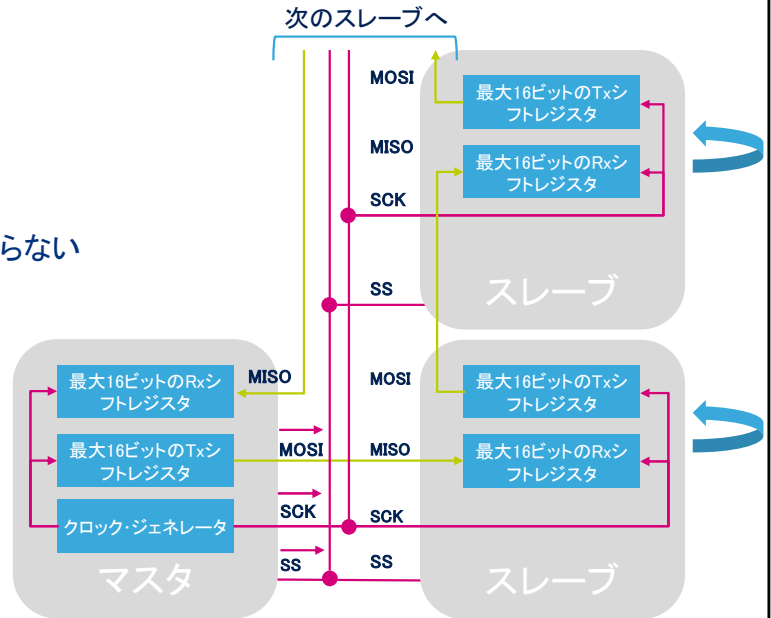 次のスレーブへ
MOSI
最大16ビットのTxシ
フトレジスタ
MISO
最大16ビットのRxシ
フトレジスタ
SCK
らない
SS
スレーブ
最大16ビットのRxシ
フトレジスタ
MISO
MOSI
最大16ビットのTxシ
フトレジスタ
最大16ビットのTxシ
フトレジスタ
MOSI
MISO
最大16ビットのRxシ
フトレジスタ
クロック・ジェネレータ
SCK
SCK
SS
SS
マスタ
スレーブ